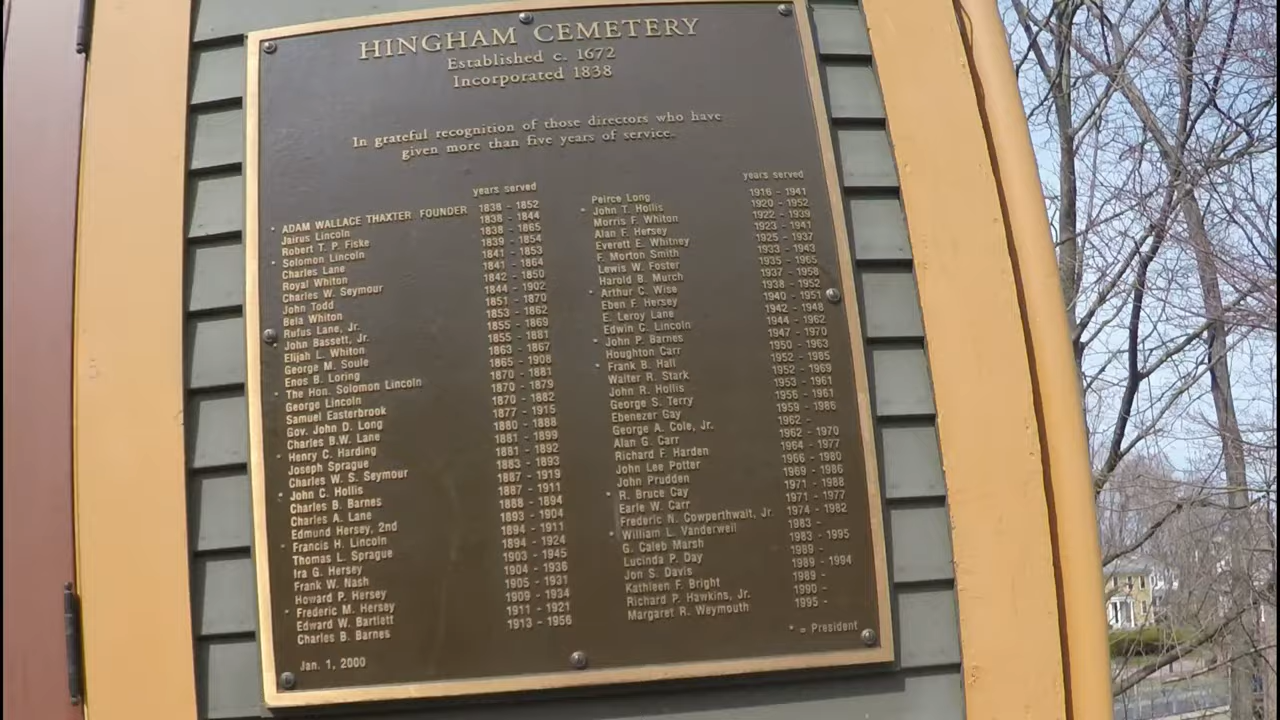 HINGHAM CEMETERY
Established c. 1672
Incorporated 1838
In grateful recognition of those directors who have
given more than five years of service.
years served
* ADAM WALLACE THAXTER FOUNDER 1838 - 1852
Jairus Lincoln 1838 - 1844
Robert T. P. Fiske 1838 - 1865
* Solomon Lincoln 1839 - 1854
Charles Lane 1841 - 1853
Royal Whiton 1841 - 1864
Charles W. Seymour 1842 - 1850
John Todd 1844 - 1902
Bela Whiton 1851 - 1870
* Rufus Lane, Jr. 1853 - 1862
John Bassett, Jr. 1855 - 1869
Elijah L. Whiton 1855 - 1881
George M. Soule 1863 - 1867
Enos B. Loring 1865 - 1908
* The Hon. Solomon Lincoln 1870 - 1881
George Lincoln 1870 - 1879
Samuel Easterbrook 1870 - 1882
Gov. John D. Long 1877 - 1915
Charles B.W. Lane 1880 - 1888
* Henry C. Harding 1881 - 1899
Joseph Sprague 1881 - 1892
Charles W. S. Seymour 1883 - 1893
* John C. Hollis 1887 - 1919
Charles B. Barnes 1887 - 1911
Charles A. Lane 1888 - 1894
Edmund Hersey, 2nd 1893 - 1904
* Francis H. Lincoln 1894 - 1911
Thomas L. Sprague 1894 - 1924
Ira G. Hersey 1903 - 1945
Frank W. Nash 1904 - 1936
Howard P. Hersey 1905 - 1931
* Frederic M. Hersey 1909 - 1934
Edward W. Bartlett 1911 - 1921
Charles B. Barnes 1913 - 1956
Jan. 1, 2000
years served
Peirce Long 1916 - 1941
* John T. Hollis 1920 - 1952
Morris F. Whiton 1922 - 1939
Alan F. Hersey 1923 - 1941
Everett E. Whitney 1925 - 1937
F. Morton Smith 1933 - 1943
Lewis W. Foster 1935 - 1965
Harold B. Murch 1937 - 1958
* Arthur C. Wise 1938 - 1952
Eben F. Hersey 1940 - 1951
E. Leroy Lane 1942 - 1948
Edwin C. Lincoln 1944 - 1962
* John P. Barnes 1947 - 1970
Houghton Carr 1950 - 1963
* Frank B. Hall 1952 - 1985
Walter R. Stark 1952 - 1969
John R. Hollis 1953 - 1961
George S. Terry 1956 - 1961
Ebenezer Gay 1959 - 1986
George A. Cole, Jr. 1962 -
Alan G. Carr 1962 - 1970
Richard F. Harden 1964 - 1977
John Lee Potter 1966 - 1980
John Prudden 1969 - 1986
* R. Bruce Cay 1971 - 1988
Earle W. Carr 1971 - 1977
Frederic N. Cowperthwait, Jr. 1974 - 1982
* William L. Vanderweil 1983 -
G. Caleb Marsh 1983 - 1995
Lucinda P. Day 1989 -
Jon S. Davis 1989 - 1994
Kathleen F. Bright 1989 -
Richard P. Hawkins, Jr. 1990 -
Margaret R. Weymouth 1995 -
* = President